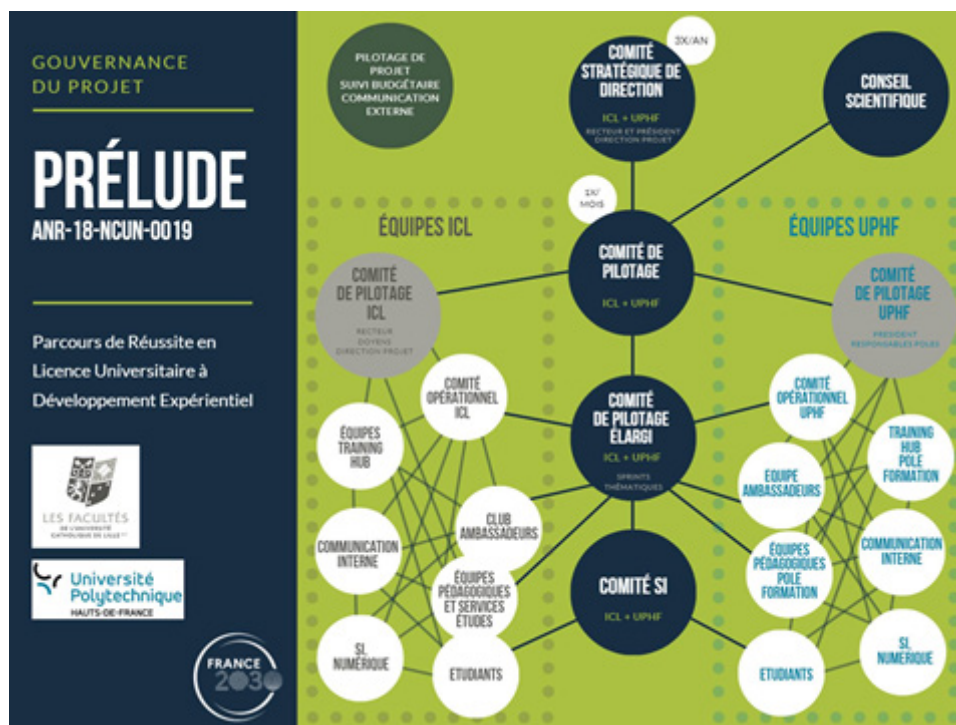 GOUVERNANCE
DU PROJET
PRÉLUDE
ANR-18-NCUN-0019
Parcours de Réussite en
Licence Universitaire à
Développement Expérientiel
LES FACULTÉS
DE L'UNIVERSITÉ
CATHOLIQUE DE LILLE
Université
Polytechnique
HAUTS-DE-FRANCE
FRANCE
2030
PILOTAGE DE
PROJET
SUIVI BUDGÉTAIRE
COMMUNICATION
EXTERNE
COMITÉ
STRATÉGIQUE DE
DIRECTION
ICL + UPHF
RECTEUR ET PRÉSIDENT
DIRECTION PROJET
CONSEIL
SCIENTIFIQUE
1X/
MOIS
COMITÉ DE
PILOTAGE
ICL + UPHF
ÉQUIPES ICL
COMITÉ
DE PILOTAGE
ICL
RECTEUR
DOYENS
DIRECTION PROJET
COMITÉ
OPÉRATIONNEL
ICL
ÉQUIPES
TRAINING
HUB
CLUB
AMBASSADEURS
COMMUNICATION
INTERNE
ÉQUIPES
PÉDAGOGIQUES
ET SERVICES
ÉTUDES
SI,
NUMÉRIQUE
ETUDIANTS
COMITÉ
DE PILOTAGE
ÉLARGI
ICL + UPHF
SPRINTS
THÉMATIQUES
COMITÉ SI
ICL + UPHF
ÉQUIPES UPHF
COMITÉ
DE PILOTAGE
UPHF
PRESIDENT
RESPONSABLES POLES
COMITÉ
OPÉRATIONNEL
UPHF
TRAINING
HUB
POLE
FORMATION
ÉQUIPE
AMBASSADEURS
COMMUNICATION
INTERNE
ÉQUIPES
PÉDAGOGIQUES
POLE
FORMATION
SI,
NUMÉRIQUE
ETUDIANTS